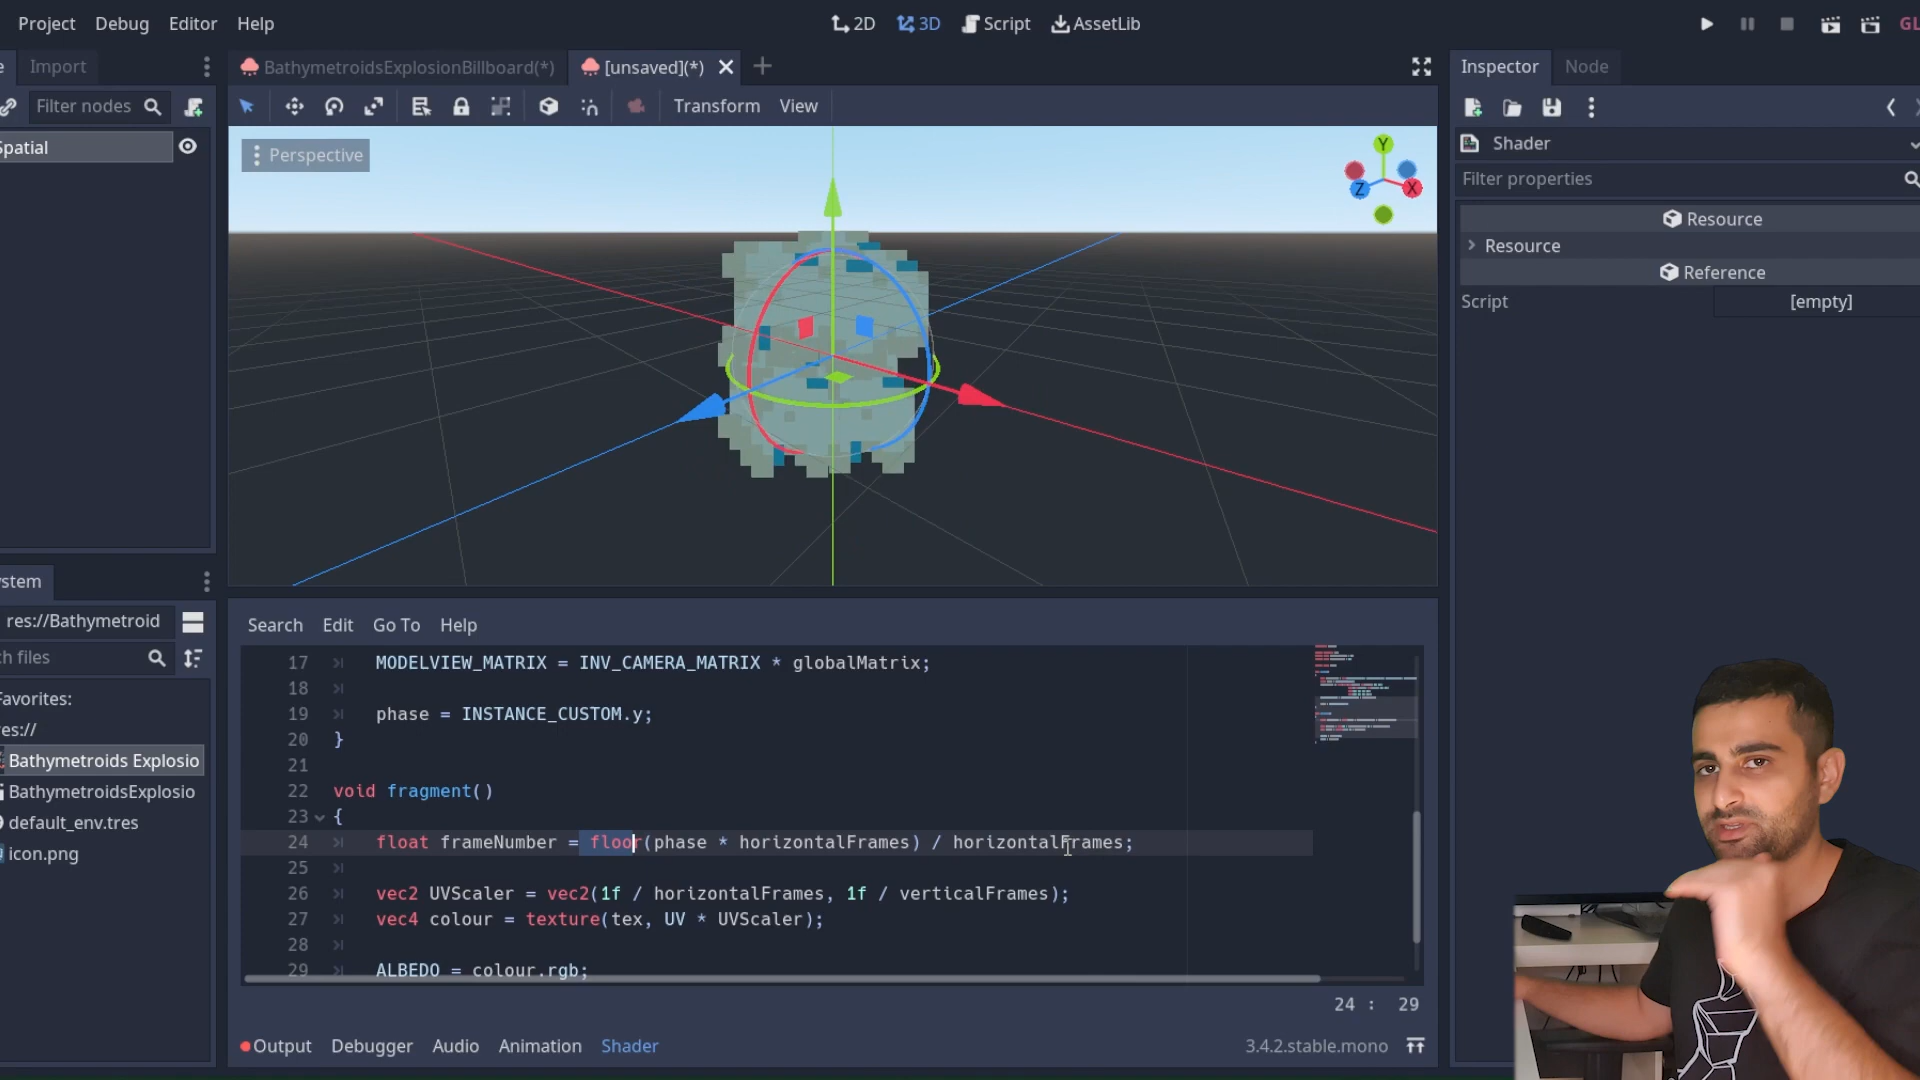 Project Debug Editor Help
2D 3D Script AssetLib
GL
Import
BathymetroidsExplosionBillboard(*)
[unsaved](*)
Inspector Node
Filter nodes
Transform View
Spatial
Perspective
Y
Z X
Shader
Filter properties
Resource
Resource
Reference
Script [empty]
stem
res://Bathymetroid
ch files
Favorites:
res://
Bathymetroids Explosio
BathymetroidsExplosio
default_env.tres
icon.png
Search Edit Go To Help
17 MODELVIEW_MATRIX = INV_CAMERA_MATRIX * globalMatrix;
18
19 phase = INSTANCE_CUSTOM.y;
20 }
21
22 void fragment()
23 {
24 float frameNumber = floor(phase * horizontalFrames) / horizontalFrames;
25
26 vec2 UVScaler = vec2(1f / horizontalFrames, 1f / verticalFrames);
27 vec4 colour = texture(tex, UV * UVScaler);
28
29 ALBEDO = colour.rgb;
24 : 29
Output Debugger Audio Animation Shader
3.4.2.stable.mono